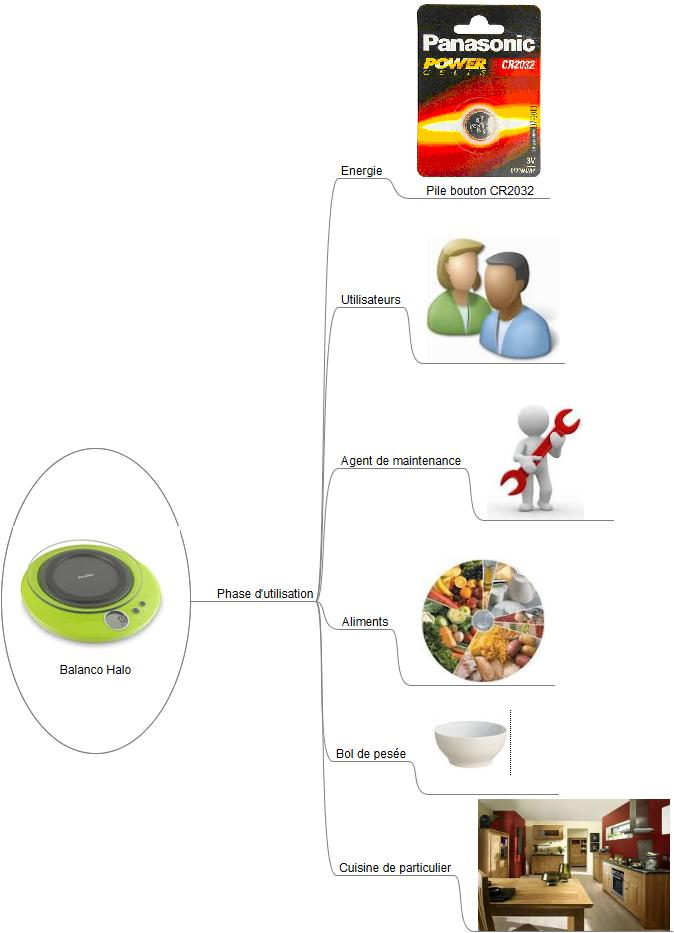 Panasonic
POWER
CELLS
CR2032
3V
LITHIUM
Energie
Pile bouton CR2032
Utilisateurs
Agent de maintenance
Phase d'utilisation
Aliments
Balanco Halo
Bol de pesée
Cuisine de particulier